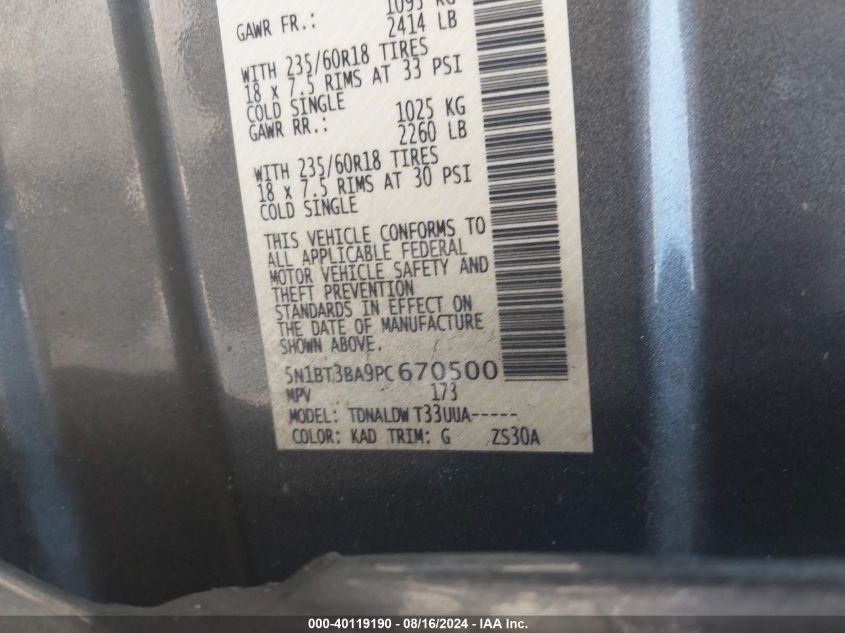 1095 KG
GAWR FR.: 2414 LB
WITH 235/60R18 TIRES
18 x 7.5 RIMS AT 33 PSI
COLD SINGLE
1025 KG
GAWR RR.: 2260 LB
WITH 235/60R18 TIRES
18 x 7.5 RIMS AT 30 PSI
COLD SINGLE
THIS VEHICLE CONFORMS TO
ALL APPLICABLE FEDERAL
MOTOR VEHICLE SAFETY AND
THEFT PREVENTION
STANDARDS IN EFFECT ON
THE DATE OF MANUFACTURE
SHOWN ABOVE.
5N1BT3BA9PC670500
MPV 173
MODEL: TDNALDW T33UUA-----
COLOR: KAD TRIM: G ZS30A
000-40119190 - 08/16/2024 - IAA Inc.